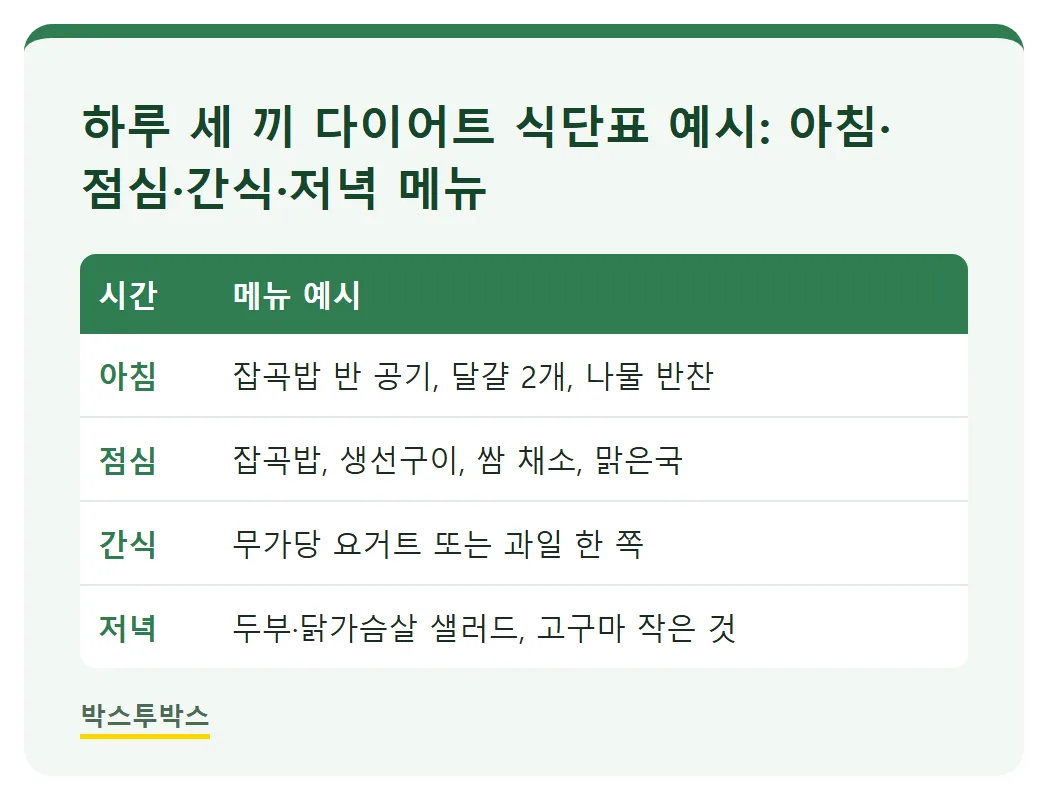 하루 세 끼 다이어트 식단표 예시: 아침·
점심·간식·저녁 메뉴
시간 메뉴 예시
아침 잡곡밥 반 공기, 달걀 2개, 나물 반찬
점심 잡곡밥, 생선구이, 쌈 채소, 맑은국
간식 무가당 요거트 또는 과일 한 쪽
저녁 두부·닭가슴살 샐러드, 고구마 작은 것
박스투박스